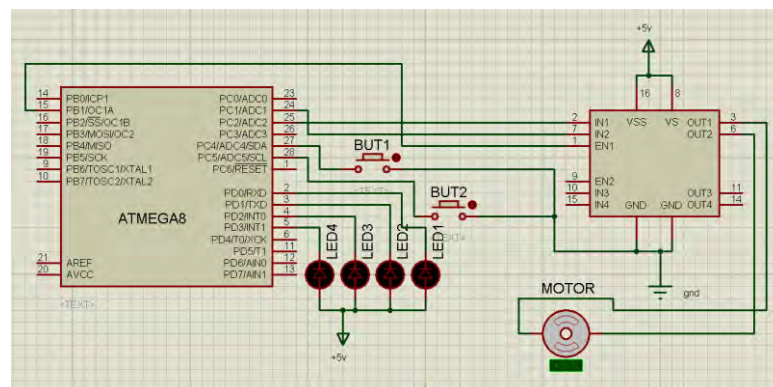 +5v
14 PB0/ICP1 PC0/ADC0 23
15 PB1/OC1A PC1/ADC1 24
16 PB2/SS/OC1B PC2/ADC2 25
17 PB3/MOSI/OC2 PC3/ADC3 26
18 PB4/MISO PC4/ADC4/SDA 27
19 PB5/SCK PC5/ADC5/SCL 28
9 PB6/TOSC1/XTAL1 PC6/RESET 1
10 PB7/TOSC2/XTAL2
PD0/RXD 2
PD1/TXD 3
PD2/INT0 4
PD3/INT1 5
PD4/T0/XCK 6
PD5/T1 11
21 AREF PD6/AIN0 12
20 AVCC PD7/AIN1 13
ATMEGA8
<TEXT>
BUT1
<TEXT>
BUT2
<TEXT>
LED4
LED3
LED2
LED1
+5v
16 8
VSS VS
2 IN1 OUT1 3
7 IN2 OUT2 6
1 EN1
9 EN2
10 IN3 OUT3 11
15 IN4 OUT4 14
GND GND
gnd
MOTOR